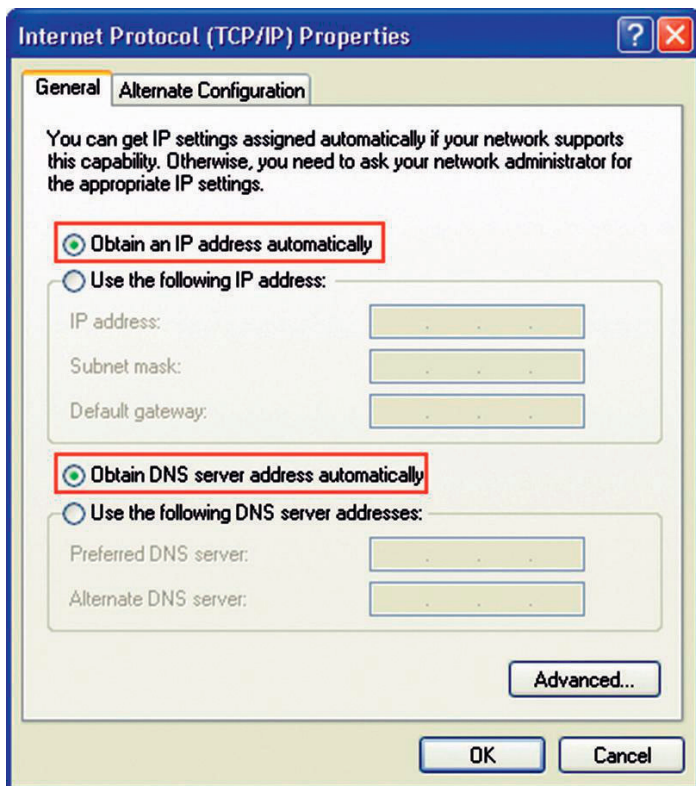 Internet Protocol (TCP/IP) Properties
General
Alternate Configuration
You can get IP settings assigned automatically if your network supports
this capability. Otherwise, you need to ask your network administrator for
the appropriate IP settings.
Obtain an IP address automatically
Use the following IP address:
IP address:
Subnet mask:
Default gateway:
Obtain DNS server address automatically
Use the following DNS server addresses:
Preferred DNS server:
Alternate DNS server:
Advanced...
OK
Cancel